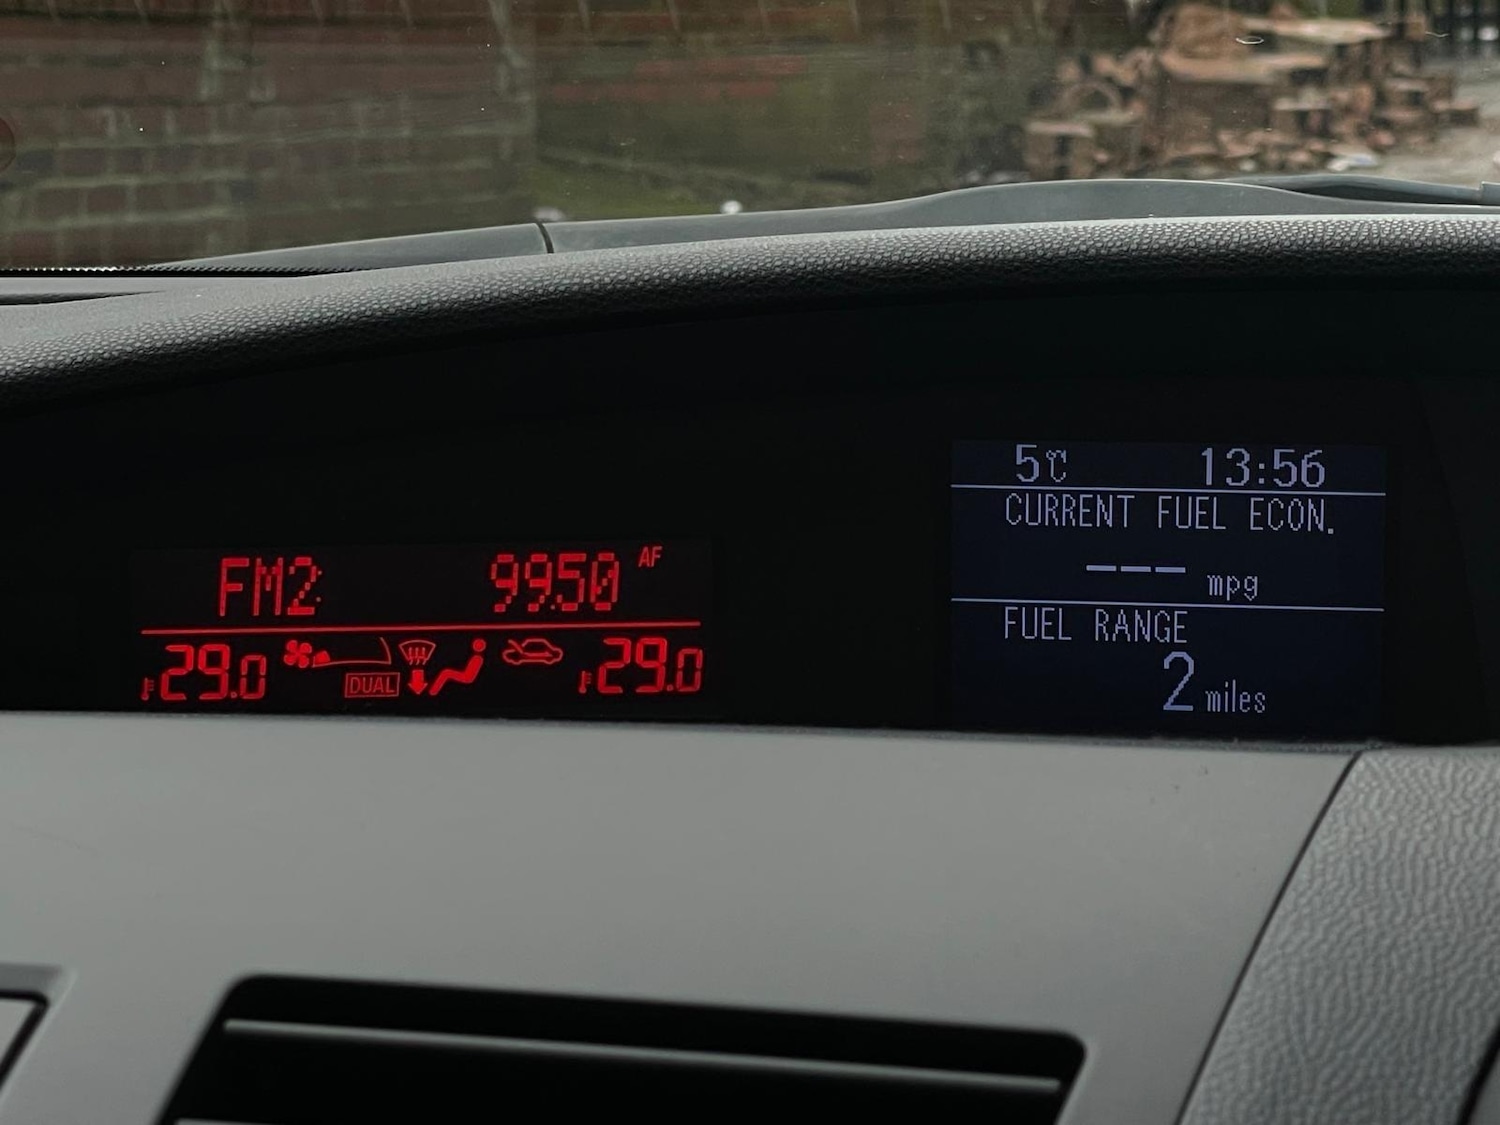 FM2 99.50 AF
29.0 DUAL 29.0
5℃ 13:56
CURRENT FUEL ECON.
--- mpg
FUEL RANGE
2 miles